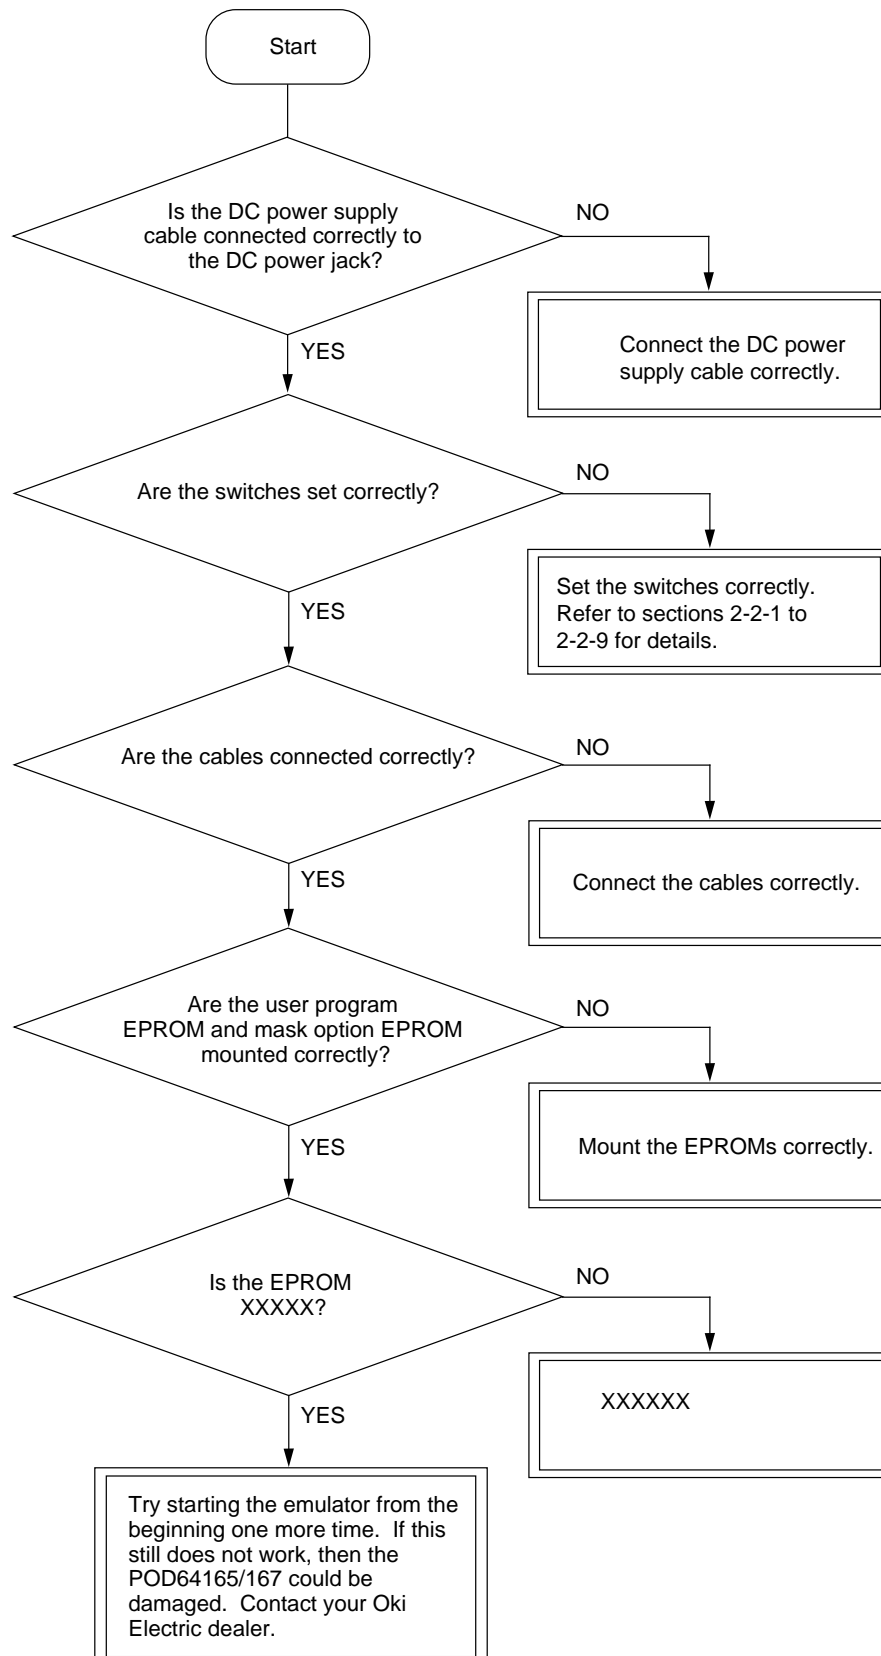 Start
Is the DC power supply
cable connected correctly to
the DC power jack?
NO
Connect the DC power
supply cable correctly.
YES
Are the switches set correctly?
NO
Set the switches correctly.
Refer to sections 2-2-1 to
2-2-9 for details.
YES
Are the cables connected correctly?
NO
Connect the cables correctly.
YES
Are the user program
EPROM and mask option EPROM
mounted correctly?
NO
Mount the EPROMs correctly.
YES
Is the EPROM
XXXXX?
NO
XXXXXX
YES
Try starting the emulator from the
beginning one more time.  If this
still does not work, then the
POD64165/167 could be
damaged.  Contact your Oki
Electric dealer.